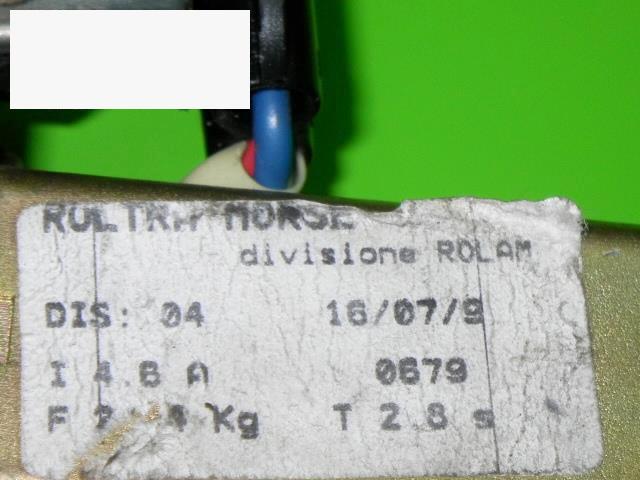 ROLTRA MORSE
divisione ROLAM
DIS: 04 16/07/9
I 4.6 A 0679
F Kg T 2.8 s